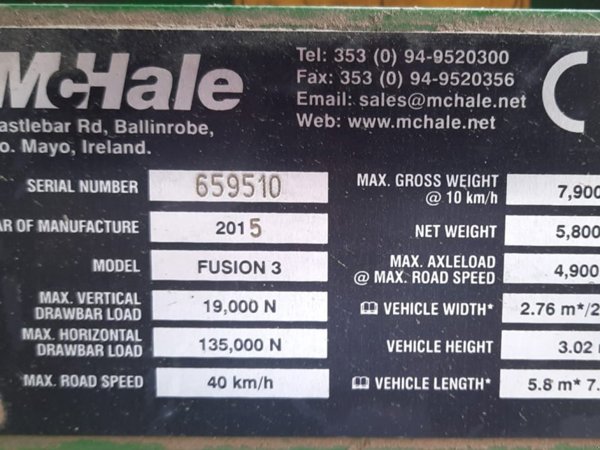 McHale
Tel: 353 (0) 94-9520300
Fax: 353 (0) 94-9520356
Email: sales@mchale.net
Web: www.mchale.net
CE
astlebar Rd, Ballinrobe,
o. Mayo, Ireland.
SERIAL NUMBER 659510
AR OF MANUFACTURE 2015
MODEL FUSION 3
MAX. VERTICAL
DRAWBAR LOAD 19,000 N
MAX. HORIZONTAL
DRAWBAR LOAD 135,000 N
MAX. ROAD SPEED 40 km/h
MAX. GROSS WEIGHT
@ 10 km/h 7,900
NET WEIGHT 5,800
MAX. AXLELOAD
@ MAX. ROAD SPEED 4,900
VEHICLE WIDTH* 2.76 m*/2
VEHICLE HEIGHT 3.02
VEHICLE LENGTH* 5.8 m* 7.